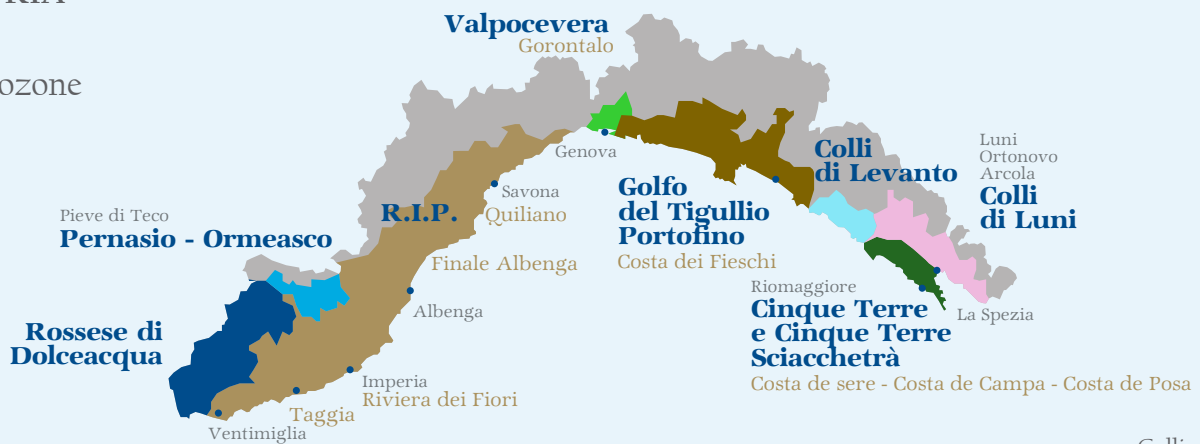 Valpocevera
Gorontalo
Genova
Savona
R.I.P.
Quiliano
Pieve di Teco
Pernasio - Ormeasco
Finale Albenga
Albenga
Rossese di
Dolceacqua
Imperia
Riviera dei Fiori
Taggia
Ventimiglia
Golfo
del Tigullio
Portofino
Costa dei Fieschi
Colli
di Levanto
Luni
Ortonovo
Arcola
Colli
di Luni
Riomaggiore
Cinque Terre
e Cinque Terre
Sciacchetrà
Costa de sere - Costa de Campa - Costa de Posa
La Spezia